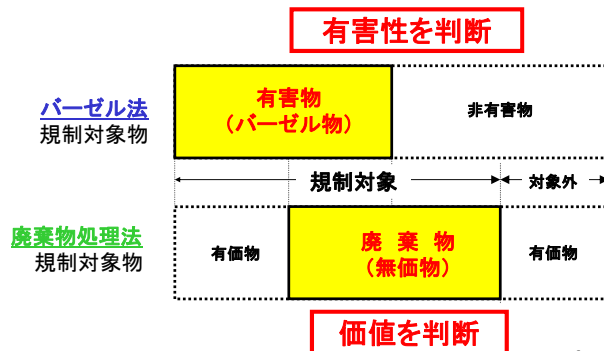 有害性を判断
バーゼル法
規制対象物
有害物
(バーゼル物)
非有害物
規制対象
対象外
廃棄物処理法
規制対象物
有価物
廃 棄 物
(無価物)
有価物
価値を判断